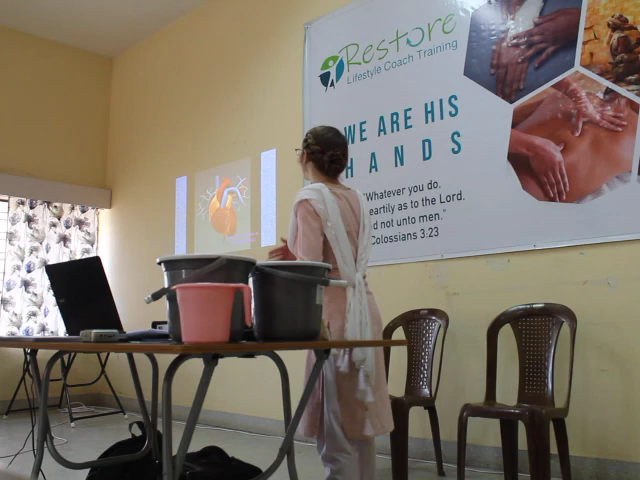 Restore
Lifestyle Coach Training
WE ARE HIS
HANDS
"Whatever you do,
eartily as to the Lord.
d not unto men."
Colossians 3:23